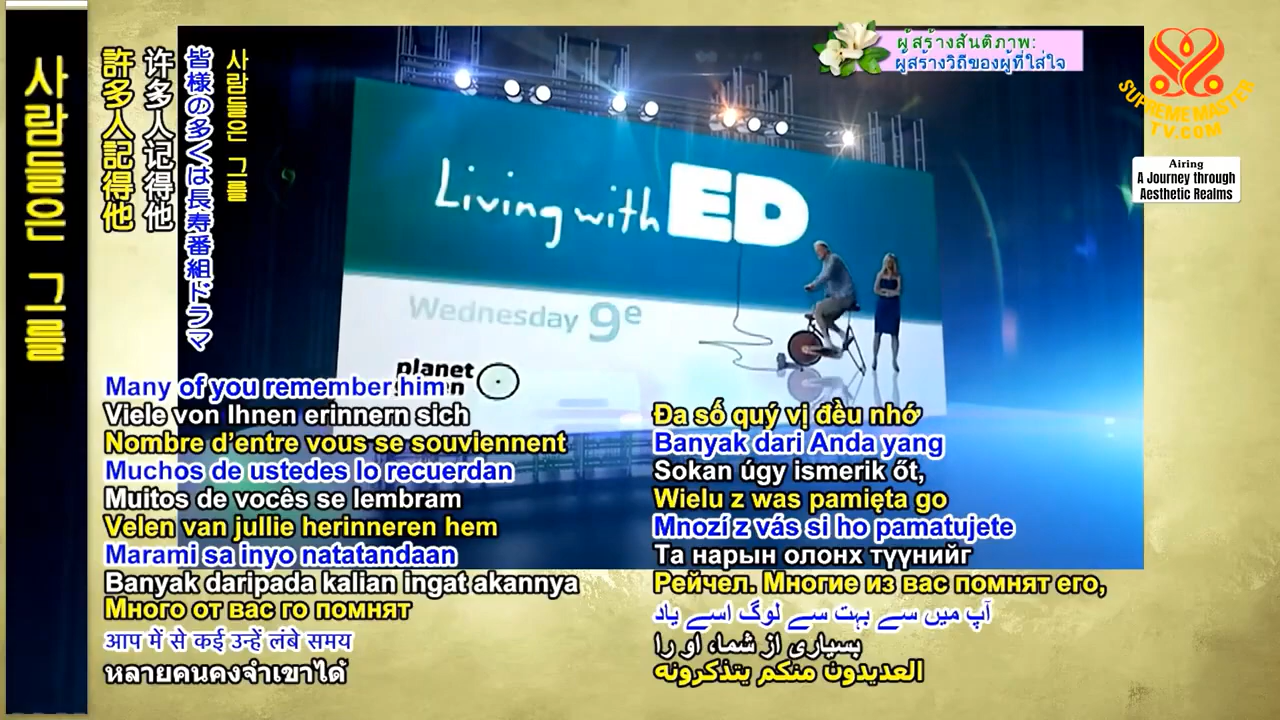 사람들은 그를
許多人記得他
许多人记得他
皆様の多くは長寿番組ドラマ
사람들은 그를
ผู้สร้างสันติภาพ:
ผู้สร้างวิถีของผู้ที่ใส่ใจ
SUPREME MASTER
TV.COM
Airing
A Journey through
Aesthetic Realms
Living with ED
Wednesday 9e
planet
Many of you remember him
Viele von Ihnen erinnern sich
Nombre d’entre vous se souviennent
Muchos de ustedes lo recuerdan
Muitos de vocês se lembram
Velen van jullie herinneren hem
Marami sa inyo natatandaan
Banyak daripada kalian ingat akannya
Много от вас го помнят
आप में से कई उन्हें लंबे समय
หลายคนคงจำเขาได้
Đa số quý vị đều nhớ
Banyak dari Anda yang
Sokan úgy ismerik őt,
Wielu z was pamięta go
Mnozí z vás si ho pamatujete
Та нарын олонх түүнийг
Рейчел. Многие из вас помнят его,
آپ میں سے بہت سے لوگ اسے یاد
بسیاری از شما، او را
العديدون منكم يتذكرونه